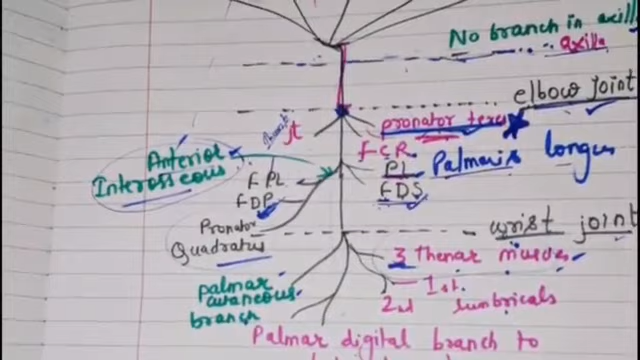 No branch in axilla
axilla
elbow joint
pronator teres
jt
FCR
Anterior
Interosseous
PL Palmaris longus
FPL
FDS
FDP
Pronator
Quadratus
wrist joint
3 Thenar muscles
palmar
cutaneous
branch
1st
2nd lumbricals
Palmar digital branch to